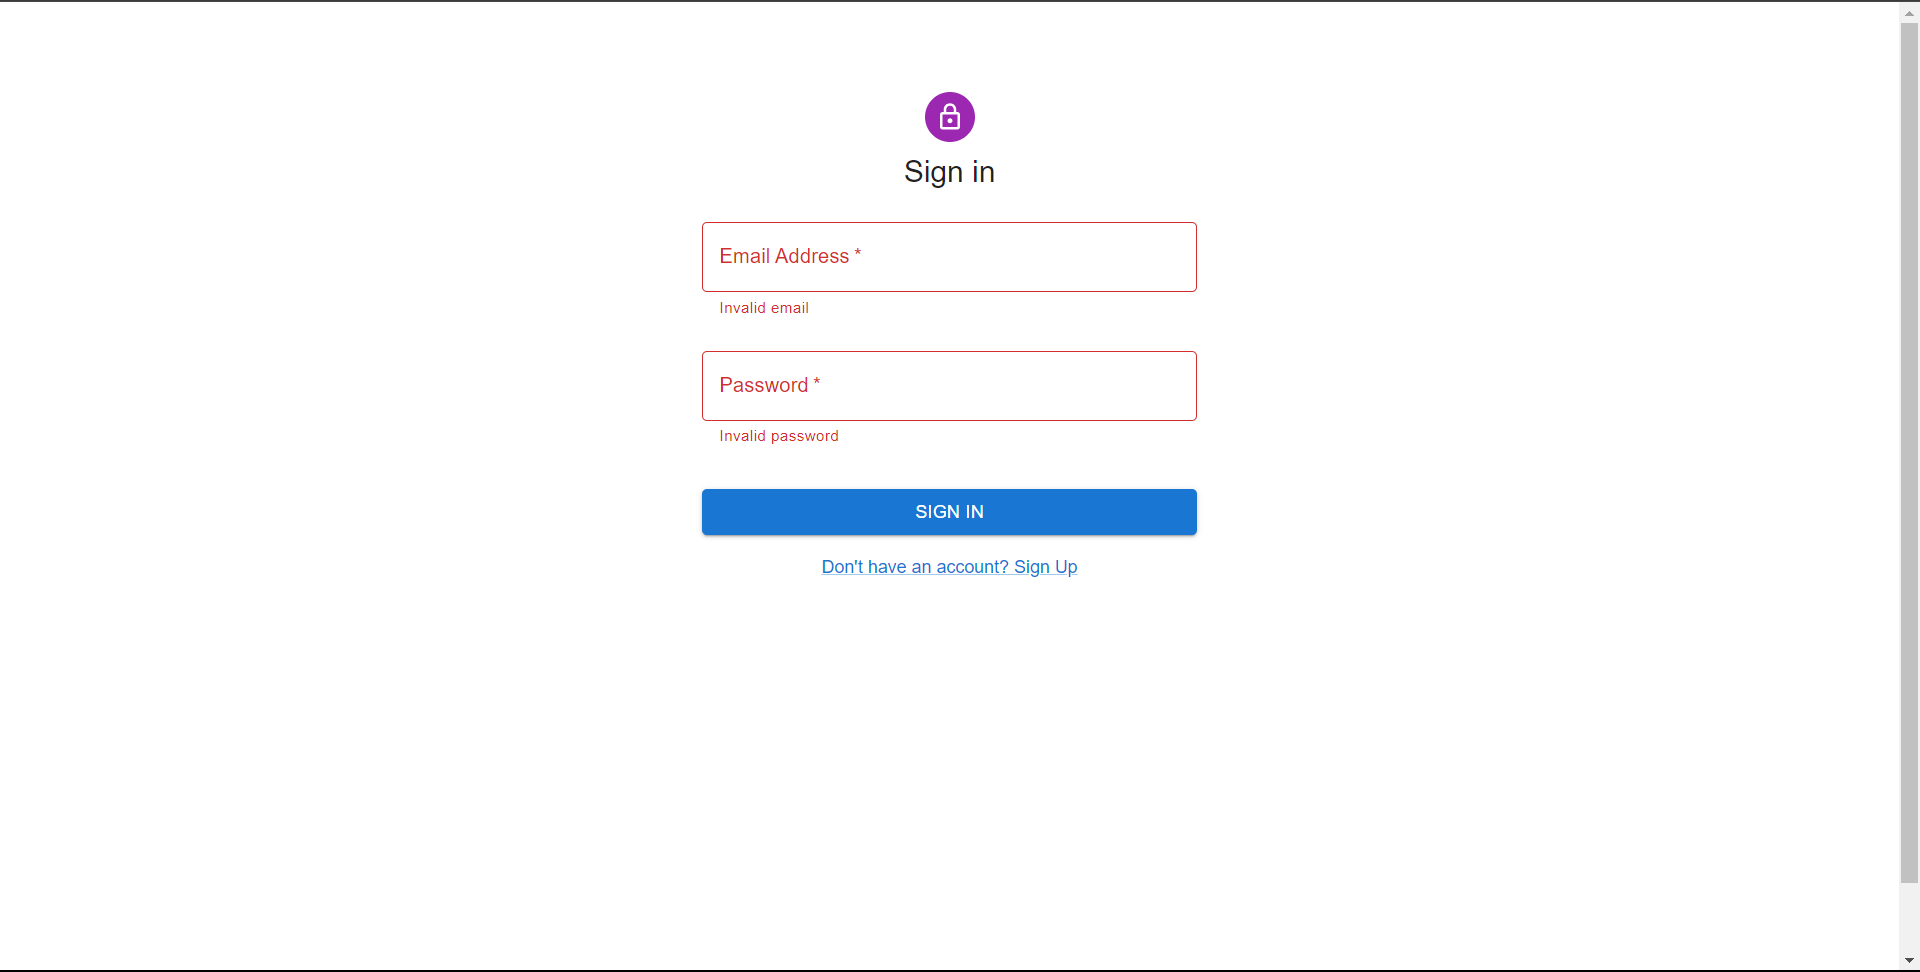 Sign in
Email Address *
Invalid email
Password *
Invalid password
SIGN IN
Don't have an account? Sign Up